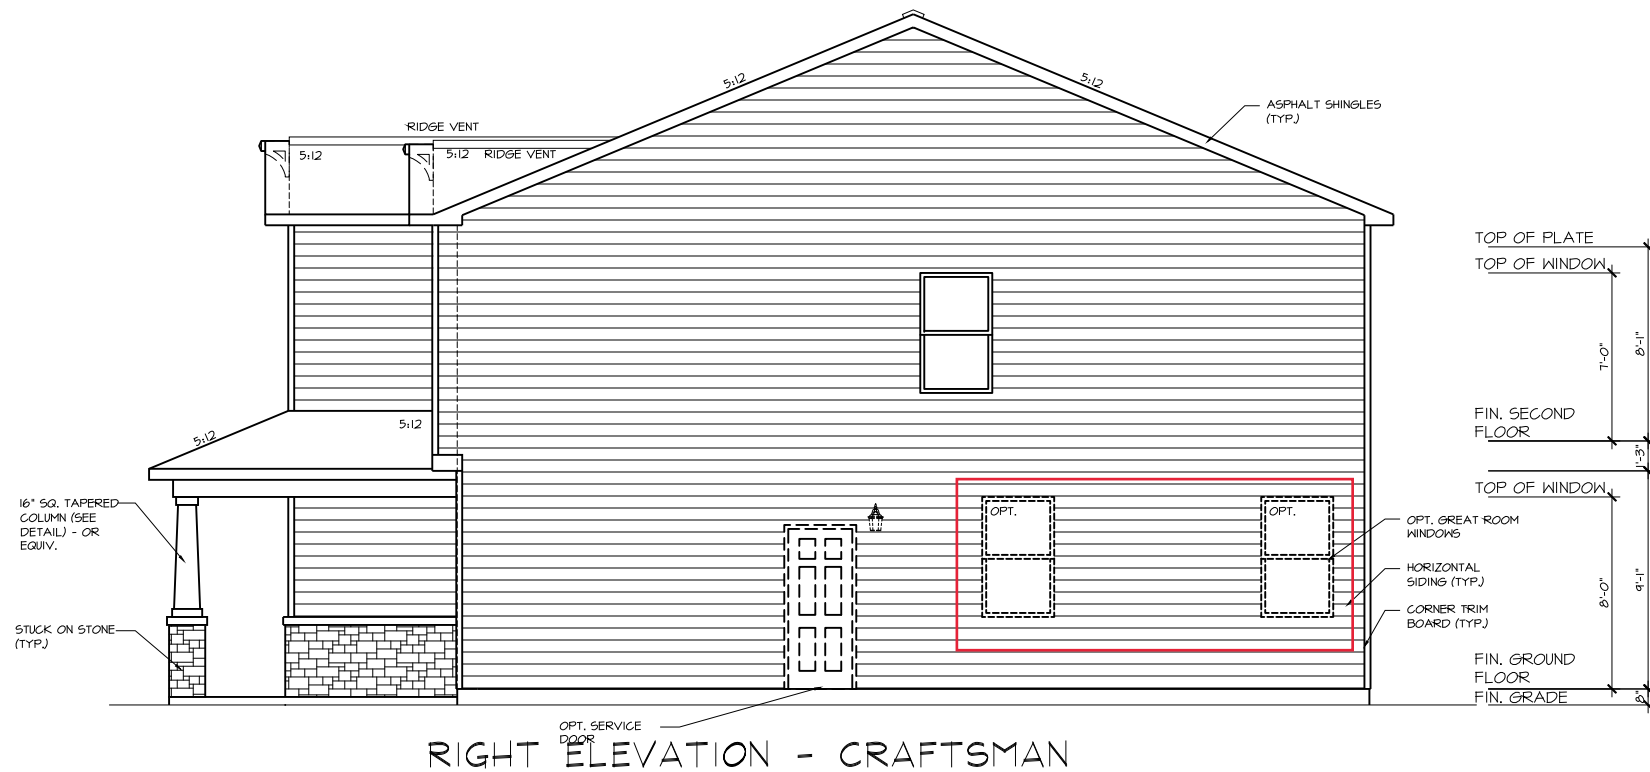 5:12
5:12
ASPHALT SHINGLES
(TYP.)
RIDGE VENT
5:12
5:12 RIDGE VENT
TOP OF PLATE
TOP OF WINDOW
7'-0"
8'-1"
5:12
5:12
FIN. SECOND
FLOOR
1'-3"
TOP OF WINDOW
16" SQ. TAPERED
COLUMN (SEE
DETAIL) - OR
EQUIV.
OPT.
OPT.
OPT. GREAT ROOM
WINDOWS
HORIZONTAL
SIDING (TYP.)
CORNER TRIM
BOARD (TYP.)
8'-0"
9'-1"
STUCK ON STONE
(TYP.)
FIN. GROUND
FLOOR
FIN. GRADE
8"
OPT. SERVICE
DOOR
RIGHT ELEVATION - CRAFTSMAN